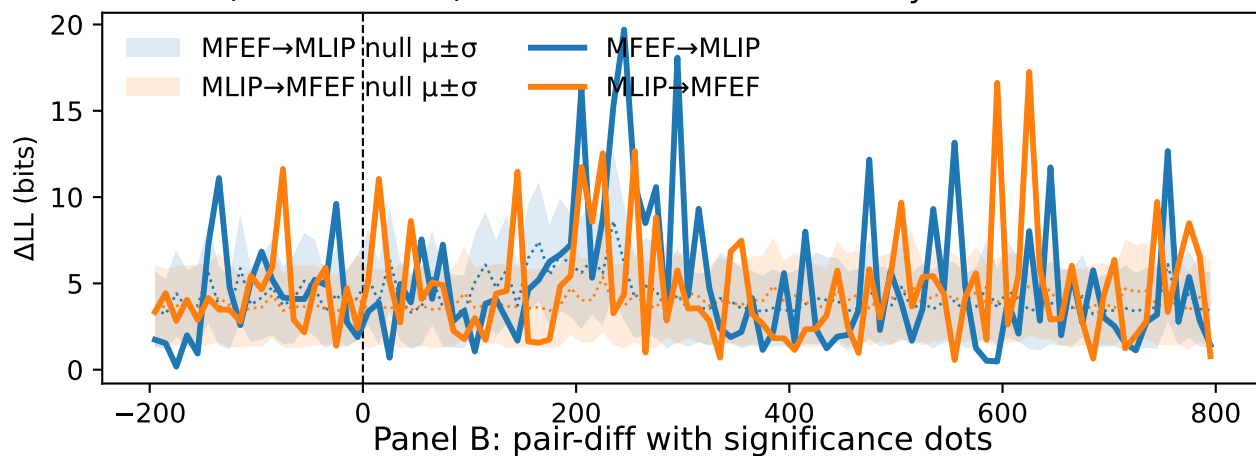 20
MFEF→MLIP null μ±σ
MFEF→MLIP
MLIP→MFEF null μ±σ
MLIP→MFEF
15
10
5
0
ΔLL (bits)
−200 0 200 400 600 800
Panel B: pair-diff with significance dots